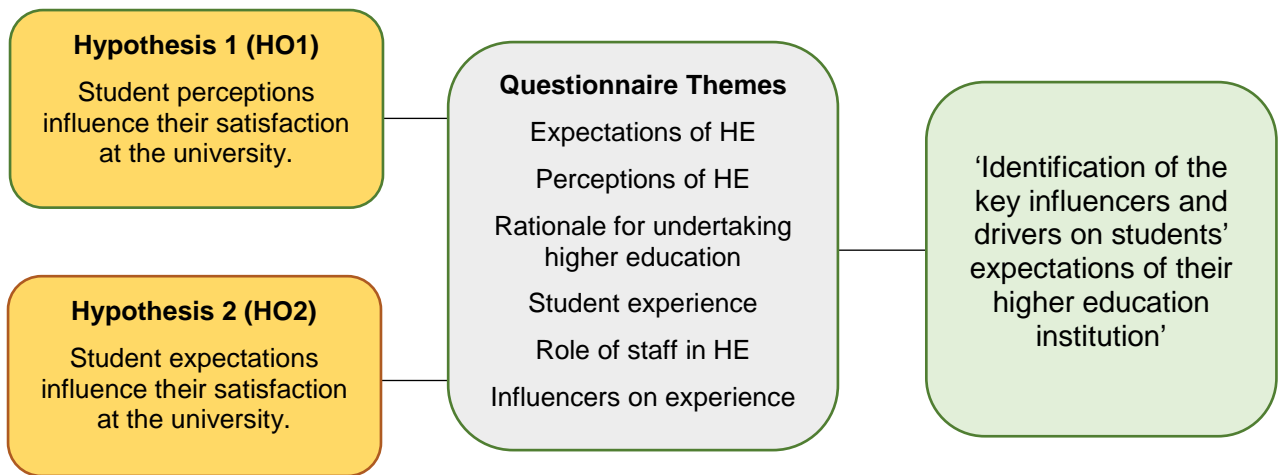 Hypothesis 1 (HO1)
Student perceptions
influence their satisfaction
at the university.
Hypothesis 2 (HO2)
Student expectations
influence their satisfaction
at the university.
Questionnaire Themes
Expectations of HE
Perceptions of HE
Rationale for undertaking
higher education
Student experience
Role of staff in HE
Influencers on experience
‘Identification of the
key influencers and
drivers on students’
expectations of their
higher education
institution’